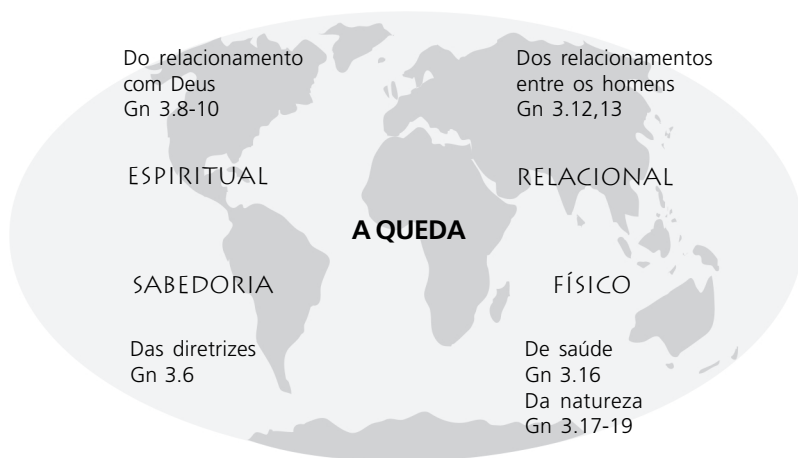 Do relacionamento
com Deus
Gn 3.8-10
Dos relacionamentos
entre os homens
Gn 3.12,13
ESPIRITUAL
RELACIONAL
A QUEDA
SABEDORIA
FÍSICO
Das diretrizes
Gn 3.6
De saúde
Gn 3.16
Da natureza
Gn 3.17-19